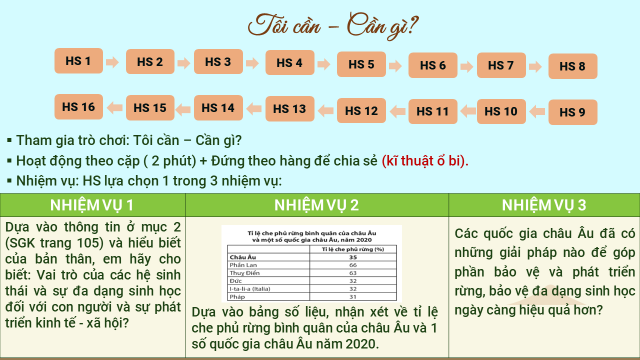 Tôi cần – Cần gì?
HS 1
HS 2
HS 3
HS 4
HS 5
HS 6
HS 7
HS 8
HS 16
HS 15
HS 14
HS 13
HS 12
HS 11
HS 10
HS 9
▪ Tham gia trò chơi: Tôi cần – Cần gì?
▪ Hoạt động theo cặp ( 2 phút) + Đứng theo hàng để chia sẻ (kĩ thuật ổ bi).
▪ Nhiệm vụ: HS lựa chọn 1 trong 3 nhiệm vụ:
NHIỆM VỤ 1
Dựa vào thông tin ở mục 2
(SGK trang 105) và hiểu biết
của bản thân, em hãy cho
biết: Vai trò của các hệ sinh
thái và sự đa dạng sinh học
đối với con người và sự phát
triển kinh tế - xã hội?
NHIỆM VỤ 2
Tỉ lệ che phủ rừng bình quân của châu Âu
và một số quốc gia châu Âu, năm 2020
Tỉ lệ che phủ rừng (%)
Châu Âu 35
Phần Lan 66
Thuỵ Điển 63
Đức 32
I-ta-li-a (Italia) 32
Pháp 31
Dựa vào bảng số liệu, nhận xét về tỉ lệ
che phủ rừng bình quân của châu Âu và 1
số quốc gia châu Âu năm 2020.
NHIỆM VỤ 3
Các quốc gia châu Âu đã có
những giải pháp nào để góp
phần bảo vệ và phát triển
rừng, bảo vệ đa dạng sinh học
ngày càng hiệu quả hơn?